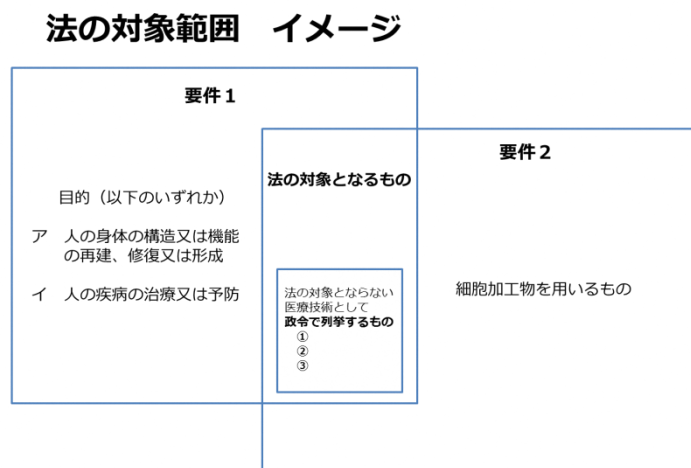 法の対象範囲　イメージ
要件１
目的（以下のいずれか）
ア　人の身体の構造又は機能
の再建、修復又は形成
イ　人の疾病の治療又は予防
法の対象となるもの
法の対象とならない
医療技術として
政令で列挙するもの
①
②
③
要件２
細胞加工物を用いるもの